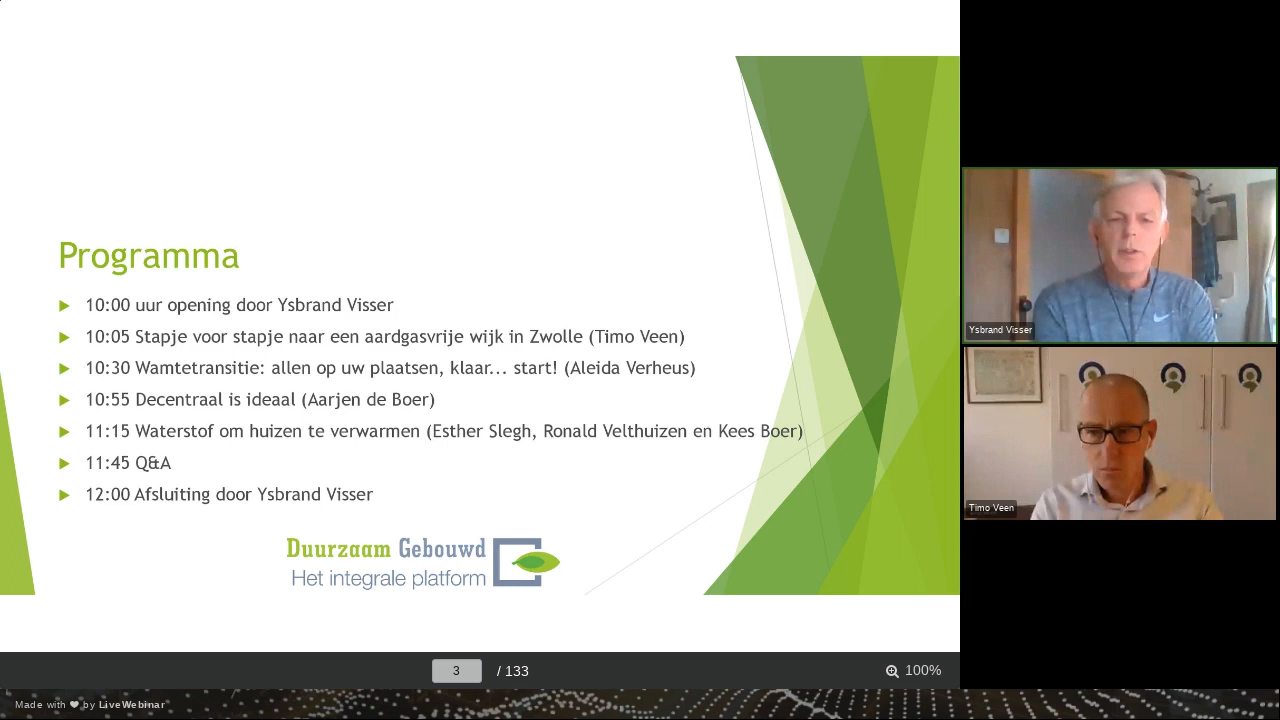 Programma
10:00 uur opening door Ysbrand Visser
10:05 Stapje voor stapje naar een aardgasvrije wijk in Zwolle (Timo Veen)
10:30 Wamtetransitie: allen op uw plaatsen, klaar... start! (Aleida Verheus)
10:55 Decentraal is ideaal (Aarjen de Boer)
11:15 Waterstof om huizen te verwarmen (Esther Slegh, Ronald Velthuizen en Kees Boer)
11:45 Q&A
12:00 Afsluiting door Ysbrand Visser
Duurzaam Gebouwd
Het integrale platform
Ysbrand Visser
Timo Veen
3 / 133
100%
Made with ❤ by LiveWebinar